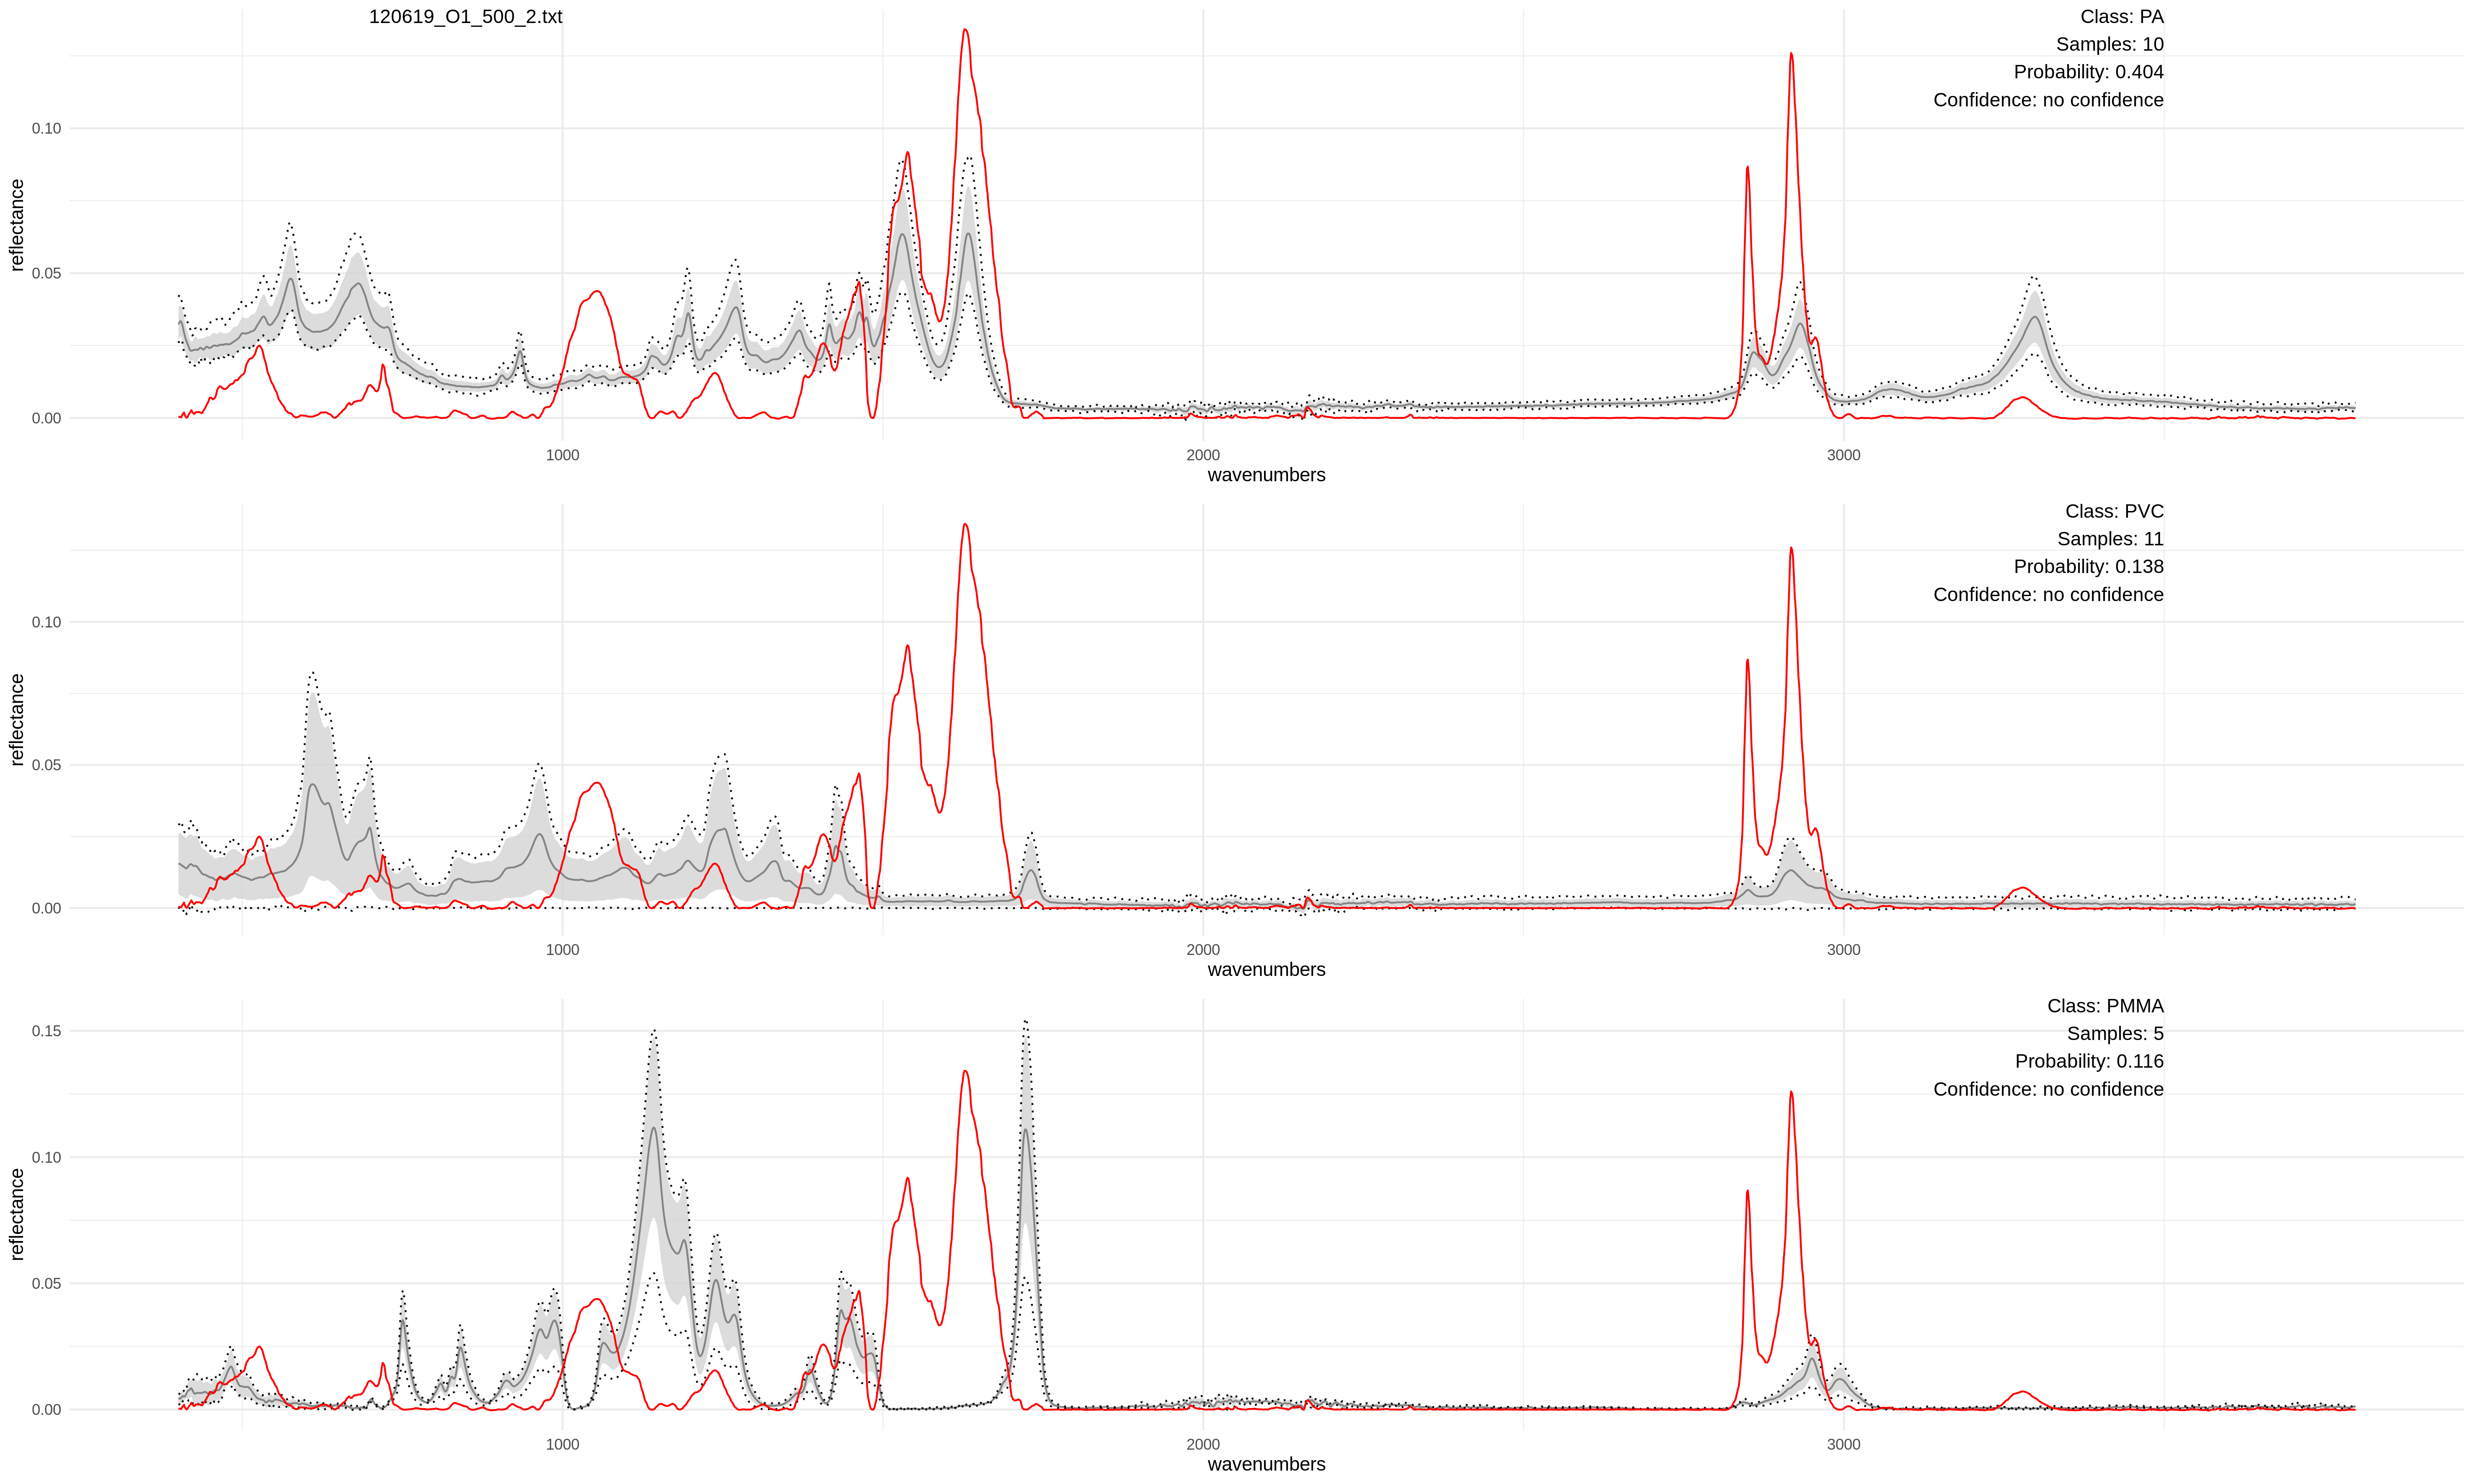 120619_O1_500_2.txt
Class: PA
Samples: 10
Probability: 0.404
Confidence: no confidence
0.10
0.05
0.00
reflectance
1000
2000
3000
wavenumbers
Class: PVC
Samples: 11
Probability: 0.138
Confidence: no confidence
0.10
0.05
0.00
reflectance
1000
2000
3000
wavenumbers
Class: PMMA
Samples: 5
Probability: 0.116
Confidence: no confidence
0.15
0.10
0.05
0.00
reflectance
1000
2000
3000
wavenumbers